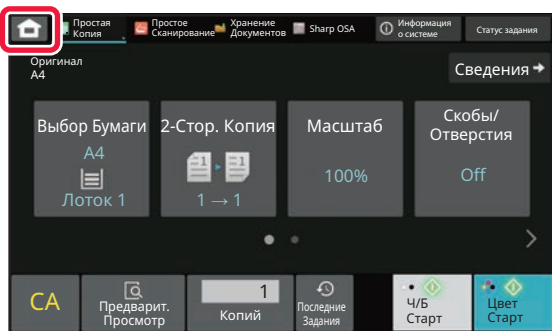 Простая
Копия
Простое
Сканирование
Хранение
Документов
Sharp OSA
Информация
о системе
Статус задания
Оригинал
A4
Сведения
Выбор Бумаги
A4
Лоток 1
2-Стор. Копия
1 1
1 → 1
Масштаб
100%
Скобы/
Отверстия
Off
CA
Предварит.
Просмотр
1
Копий
Последние
Задания
Ч/Б
Старт
Цвет
Старт